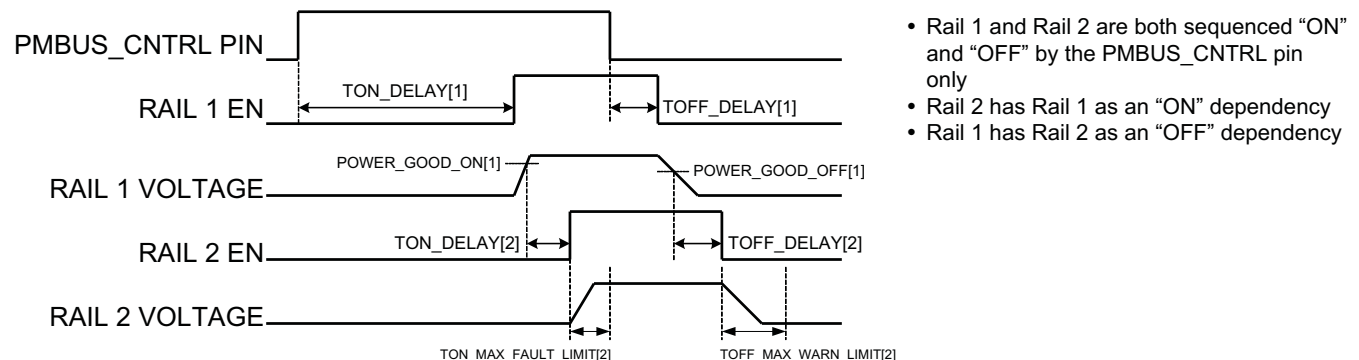 PMBUS_CNTRL PIN
RAIL 1 EN
TON_DELAY[1]
TOFF_DELAY[1]
RAIL 1 VOLTAGE
POWER_GOOD_ON[1]
POWER_GOOD_OFF[1]
RAIL 2 EN
TON_DELAY[2]
TOFF_DELAY[2]
RAIL 2 VOLTAGE
TON_MAX_FAULT_LIMIT[2]
TOFF_MAX_WARN_LIMIT[2]
• Rail 1 and Rail 2 are both sequenced “ON”
and “OFF” by the PMBUS_CNTRL pin
only
• Rail 2 has Rail 1 as an “ON” dependency
• Rail 1 has Rail 2 as an “OFF” dependency